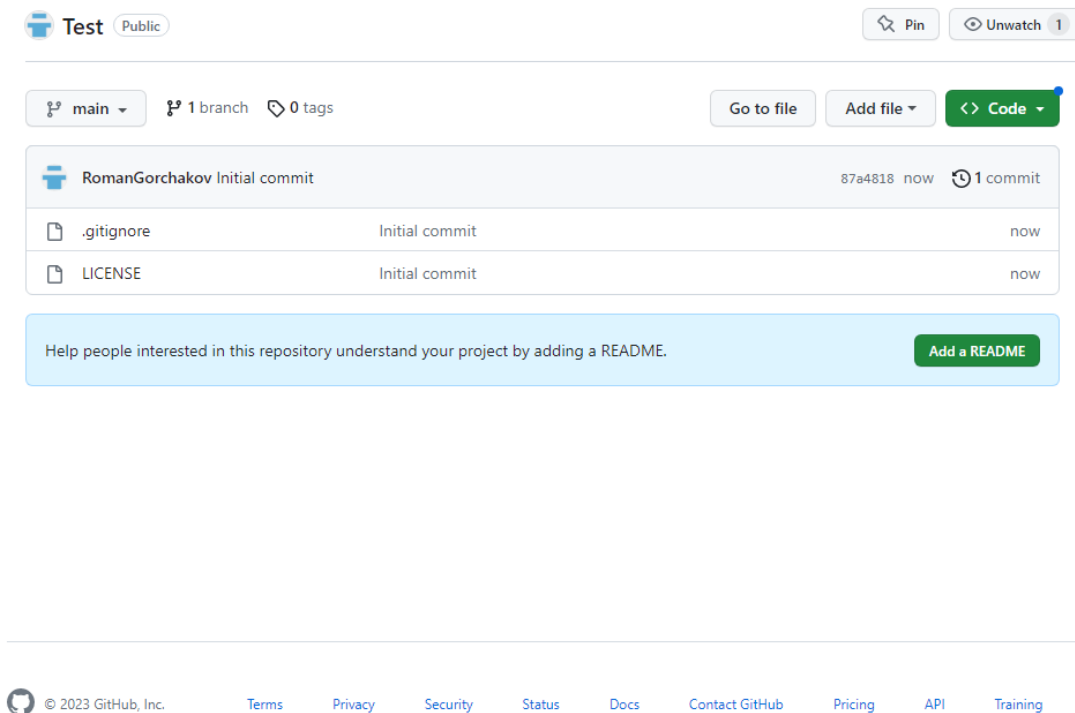 Test Public Pin Unwatch 1
main 1 branch 0 tags Go to file Add file <> Code
RomanGorchakov Initial commit 87a4818 now 1 commit
.gitignore Initial commit now
LICENSE Initial commit now
Help people interested in this repository understand your project by adding a README. Add a README
© 2023 GitHub, Inc. Terms Privacy Security Status Docs Contact GitHub Pricing API Training